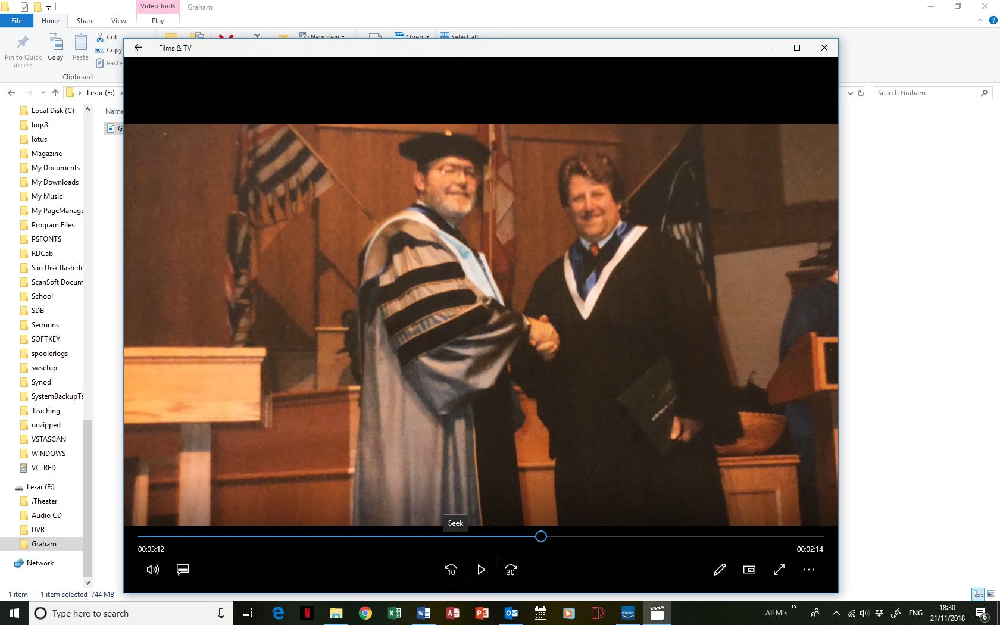 Video Tools
Graham
File
Home
Share
View
Play
Pin to Quick
access
Copy
Paste
Cut
Copy
Paste
Clipboard
New item
Open
Select all
Films & TV
Lexar (F:)
Search Graham
Name
G
Local Disk (C)
logs3
lotus
Magazine
My Documents
My Downloads
My Music
My PageManage
Program Files
PSFONTS
RDCab
San Disk flash dr
ScanSoft Docum
School
SDB
Sermons
SOFTKEY
spoolerlogs
swsetup
Synod
SystemBackupTa
Teaching
unzipped
VSTASCAN
WINDOWS
VC_RED
Lexar (F:)
.Theater
Audio CD
DVR
Graham
Network
Seek
00:03:12
00:02:14
10
30
1 item
1 item selected 744 MB
Type here to search
All M's
ENG
18:30
21/11/2018
6
music